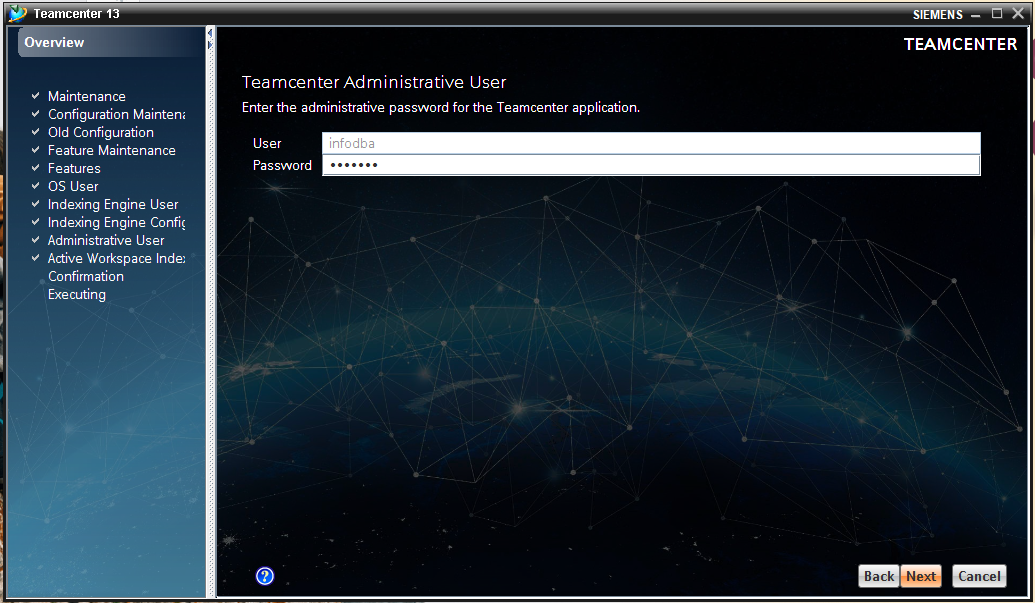 Teamcenter 13
SIEMENS
Overview
TEAMCENTER
Maintenance
Configuration Maintena
Old Configuration
Feature Maintenance
Features
OS User
Indexing Engine User
Indexing Engine Config
Administrative User
Active Workspace Index
Confirmation
Executing
Teamcenter Administrative User
Enter the administrative password for the Teamcenter application.
User infodba
Password •••••••
? Back Next Cancel